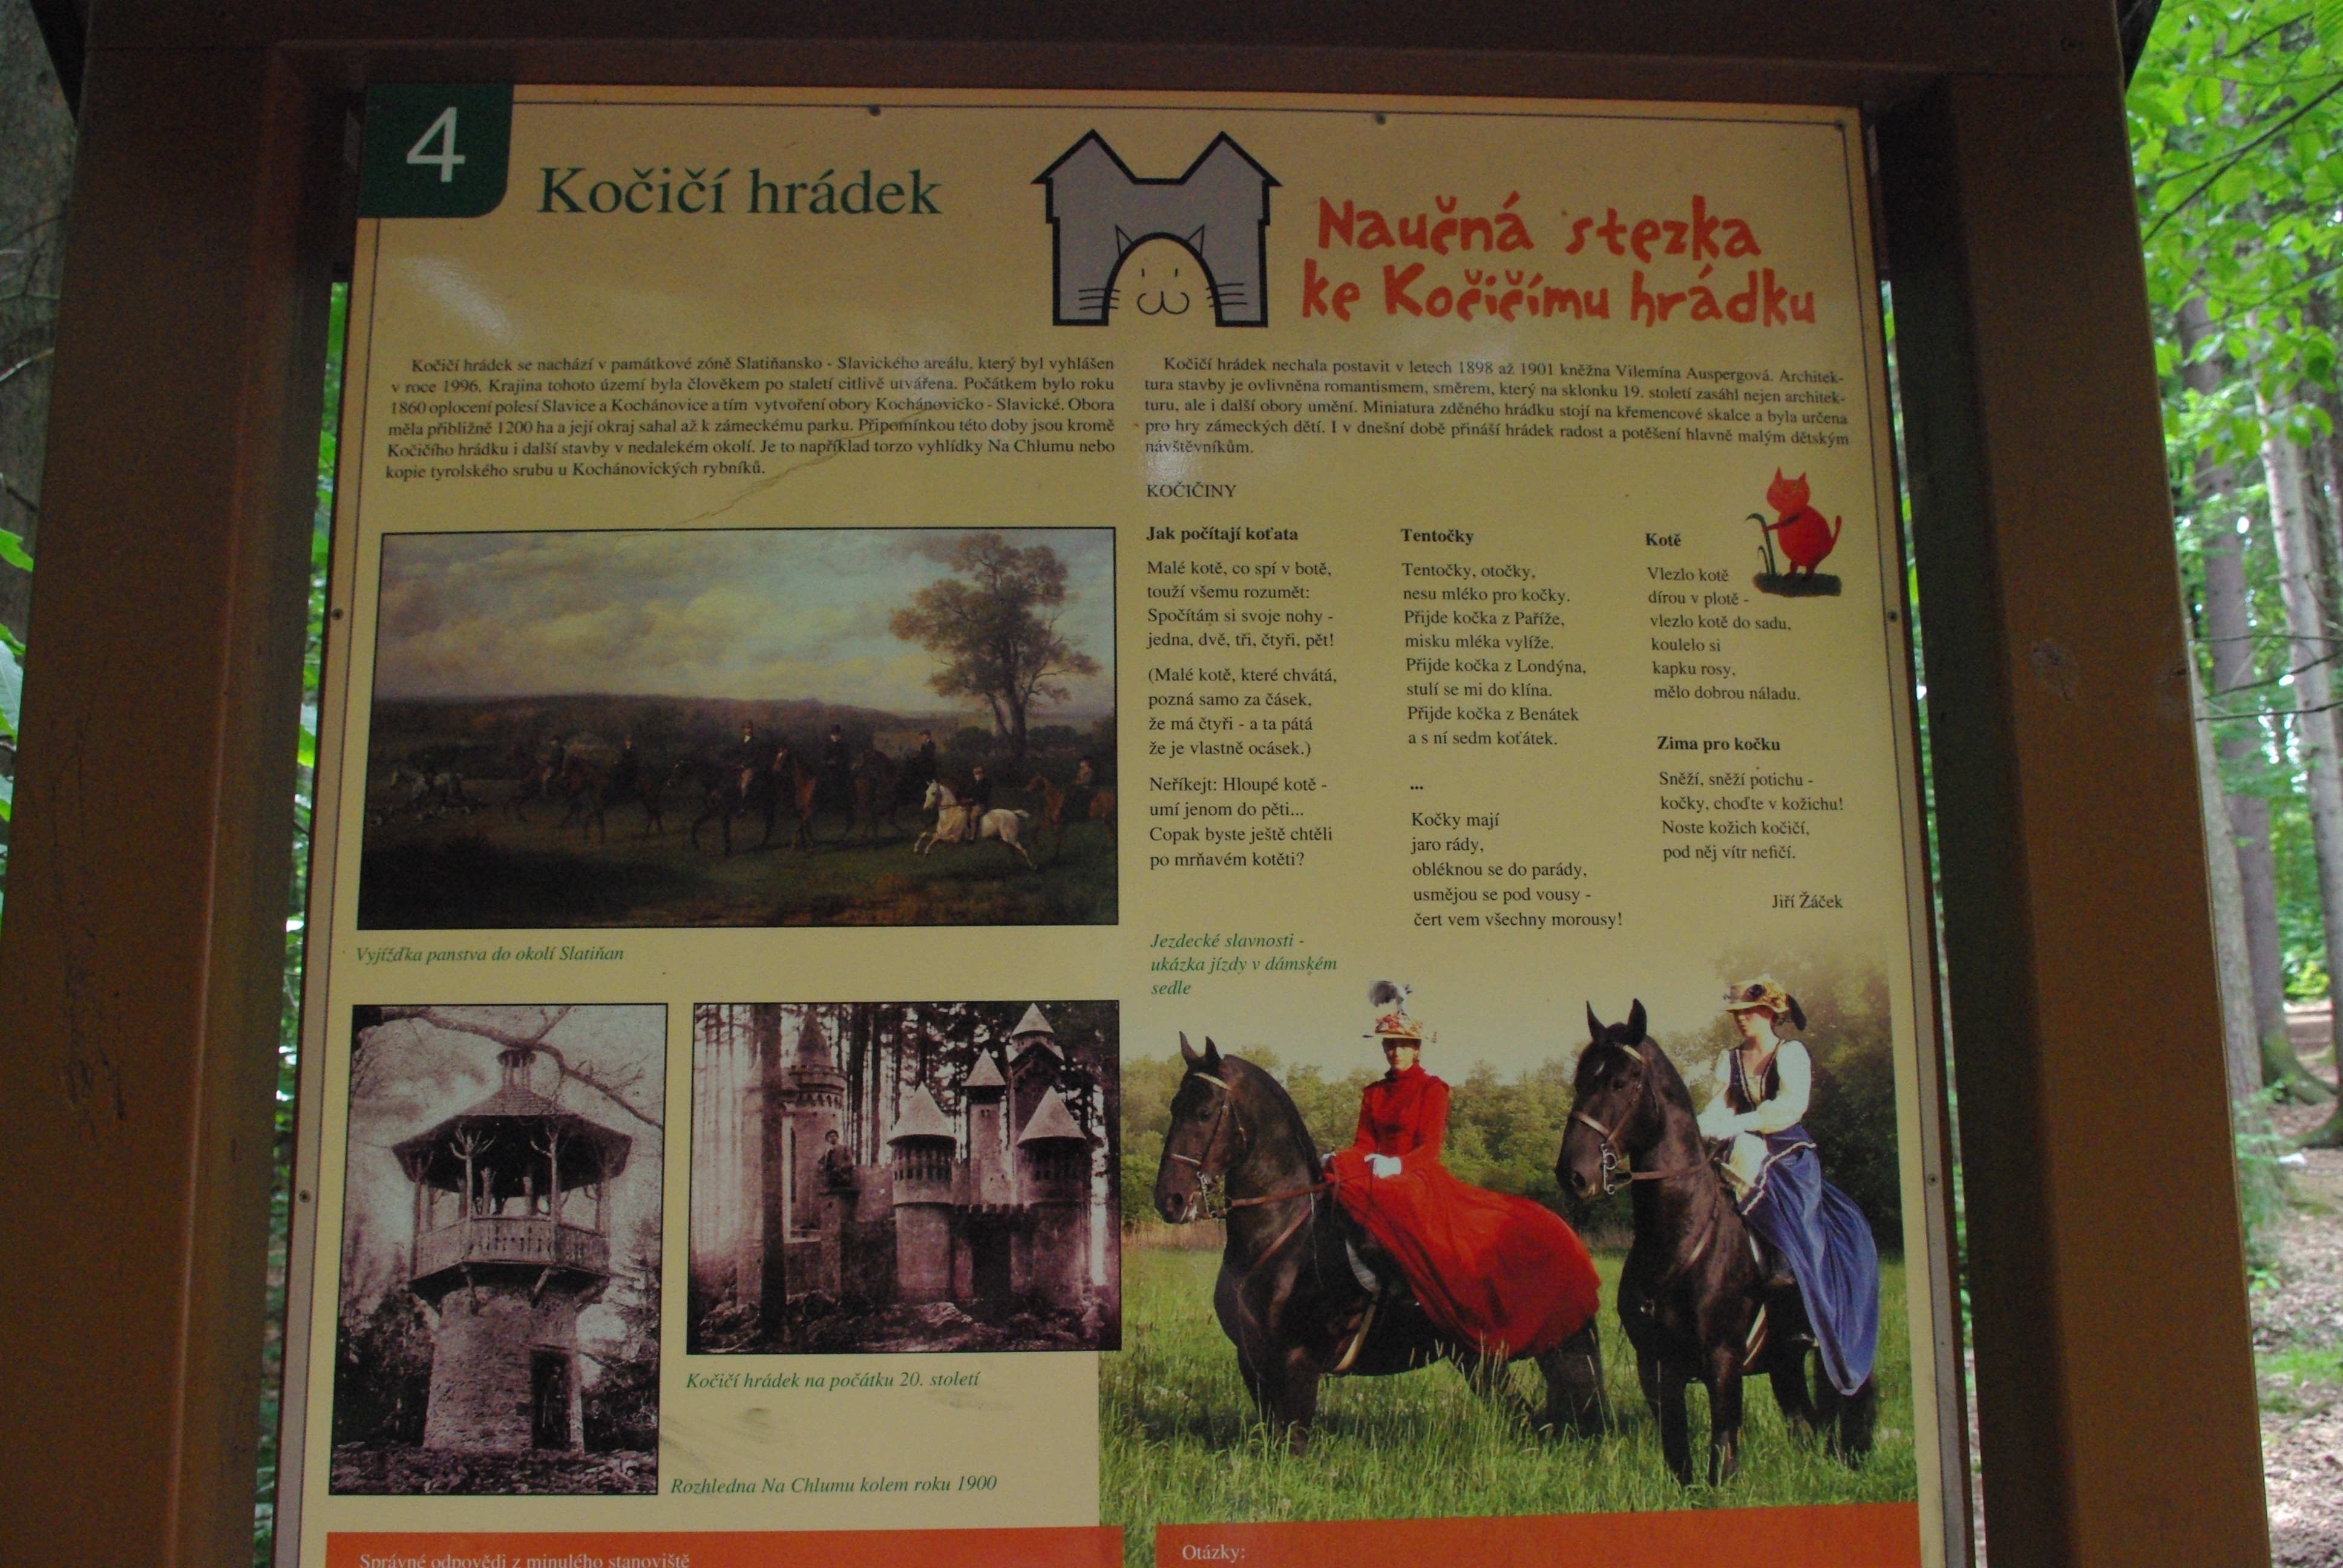 4
Kočičí hrádek
Naučná stezka
ke Kočičímu hrádku
Kočičí hrádek se nachází v památkové zóně Slatiňansko - Slavického areálu, který byl vyhlášen
v roce 1996. Krajina tohoto území byla člověkem po staletí citlivě utvářena. Počátkem bylo roku
1860 oplocení polesí Slavice a Kochánovice a tím vytvoření obory Kochánovicko - Slavické. Obora
měla přibližně 1200 ha a její okraj sahal až k zámeckému parku. Připomínkou této doby jsou kromě
Kočičího hrádku i další stavby v nedalekém okolí. Je to například torzo vyhlídky Na Chlumu nebo
kopie tyrolského srubu u Kochánovických rybníků.
Kočičí hrádek nechala postavit v letech 1898 až 1901 kněžna Vilemína Auspergová. Architek-
tura stavby je ovlivněna romantismem, směrem, který na sklonku 19. století zasáhl nejen architek-
turu, ale i další obory umění. Miniatura zděného hrádku stojí na křemencové skalce a byla určena
pro hry zámeckých dětí. I v dnešní době přináší hrádek radost a potěšení hlavně malým dětským
návštěvníkům.
KOČIČINY
Jak počítají koťata
Malé kotě, co spí v botě,
touží všemu rozumět:
Spočítám si svoje nohy -
jedna, dvě, tři, čtyři, pět!
(Malé kotě, které chvátá,
pozná samo za čásek,
že má čtyři - a ta pátá
že je vlastně ocásek.)
Neříkejt: Hloupé kotě -
umí jenom do pěti...
Copak byste ještě chtěli
po mrňavém kotěti?
Tentočky
Tentočky, otočky,
nesu mléko pro kočky.
Přijde kočka z Paříže,
misku mléka vylíže.
Přijde kočka z Londýna,
stulí se mi do klína.
Přijde kočka z Benátek
a s ní sedm koťátek.
...
Kočky mají
jaro rády,
obléknou se do parády,
usmějou se pod vousy -
čert vem všechny morousy!
Kotě
Vlezlo kotě
dírou v plotě -
vlezlo kotě do sadu,
koulelo si
kapku rosy,
mělo dobrou náladu.
Zima pro kočku
Sněží, sněží potichu -
kočky, choďte v kožichu!
Noste kožich kočičí,
pod něj vítr nefičí.
Jiří Žáček
Vyjížďka panstva do okolí Slatiňan
Jezdecké slavnosti -
ukázka jízdy v dámském
sedle
Kočičí hrádek na počátku 20. století
Rozhledna Na Chlumu kolem roku 1900
Správné odpovědi z minulého stanoviště
Otázky: